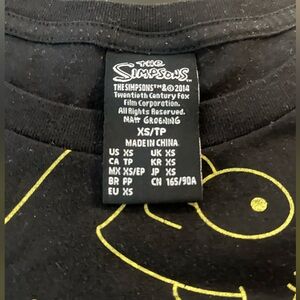 THE
SIMPSONS™
THE SIMPSONS™&© 2014
Twentieth Century Fox
Film Corporation.
All Rights Reserved.
MATT GROENING
XS/TP
MADE IN CHINA
US XS UK XS
CA TP KR XS
MX XS/EP JP XS
BR PP CN 165/90A
EU XS